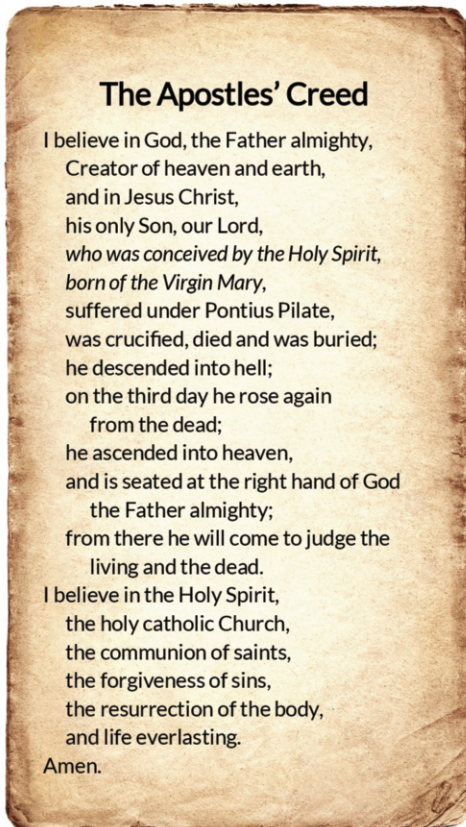 The Apostles’ Creed
I believe in God, the Father almighty,
Creator of heaven and earth,
and in Jesus Christ,
his only Son, our Lord,
who was conceived by the Holy Spirit,
born of the Virgin Mary,
suffered under Pontius Pilate,
was crucified, died and was buried;
he descended into hell;
on the third day he rose again
from the dead;
he ascended into heaven,
and is seated at the right hand of God
the Father almighty;
from there he will come to judge the
living and the dead.
I believe in the Holy Spirit,
the holy catholic Church,
the communion of saints,
the forgiveness of sins,
the resurrection of the body,
and life everlasting.
Amen.